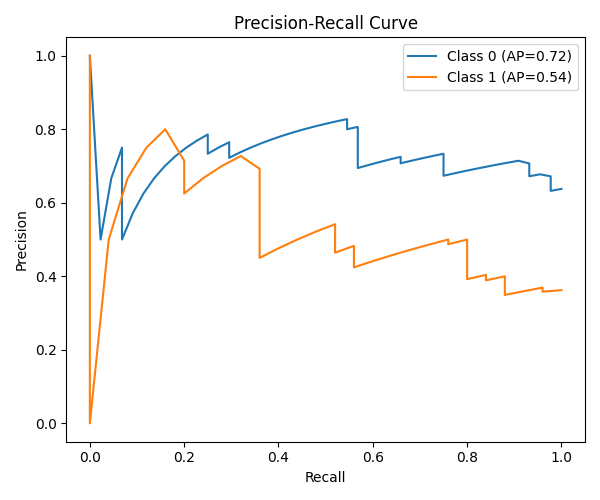 Precision-Recall Curve
Class 0 (AP=0.72)
Class 1 (AP=0.54)
Precision
1.0
0.8
0.6
0.4
0.2
0.0
0.0 0.2 0.4 0.6 0.8 1.0
Recall